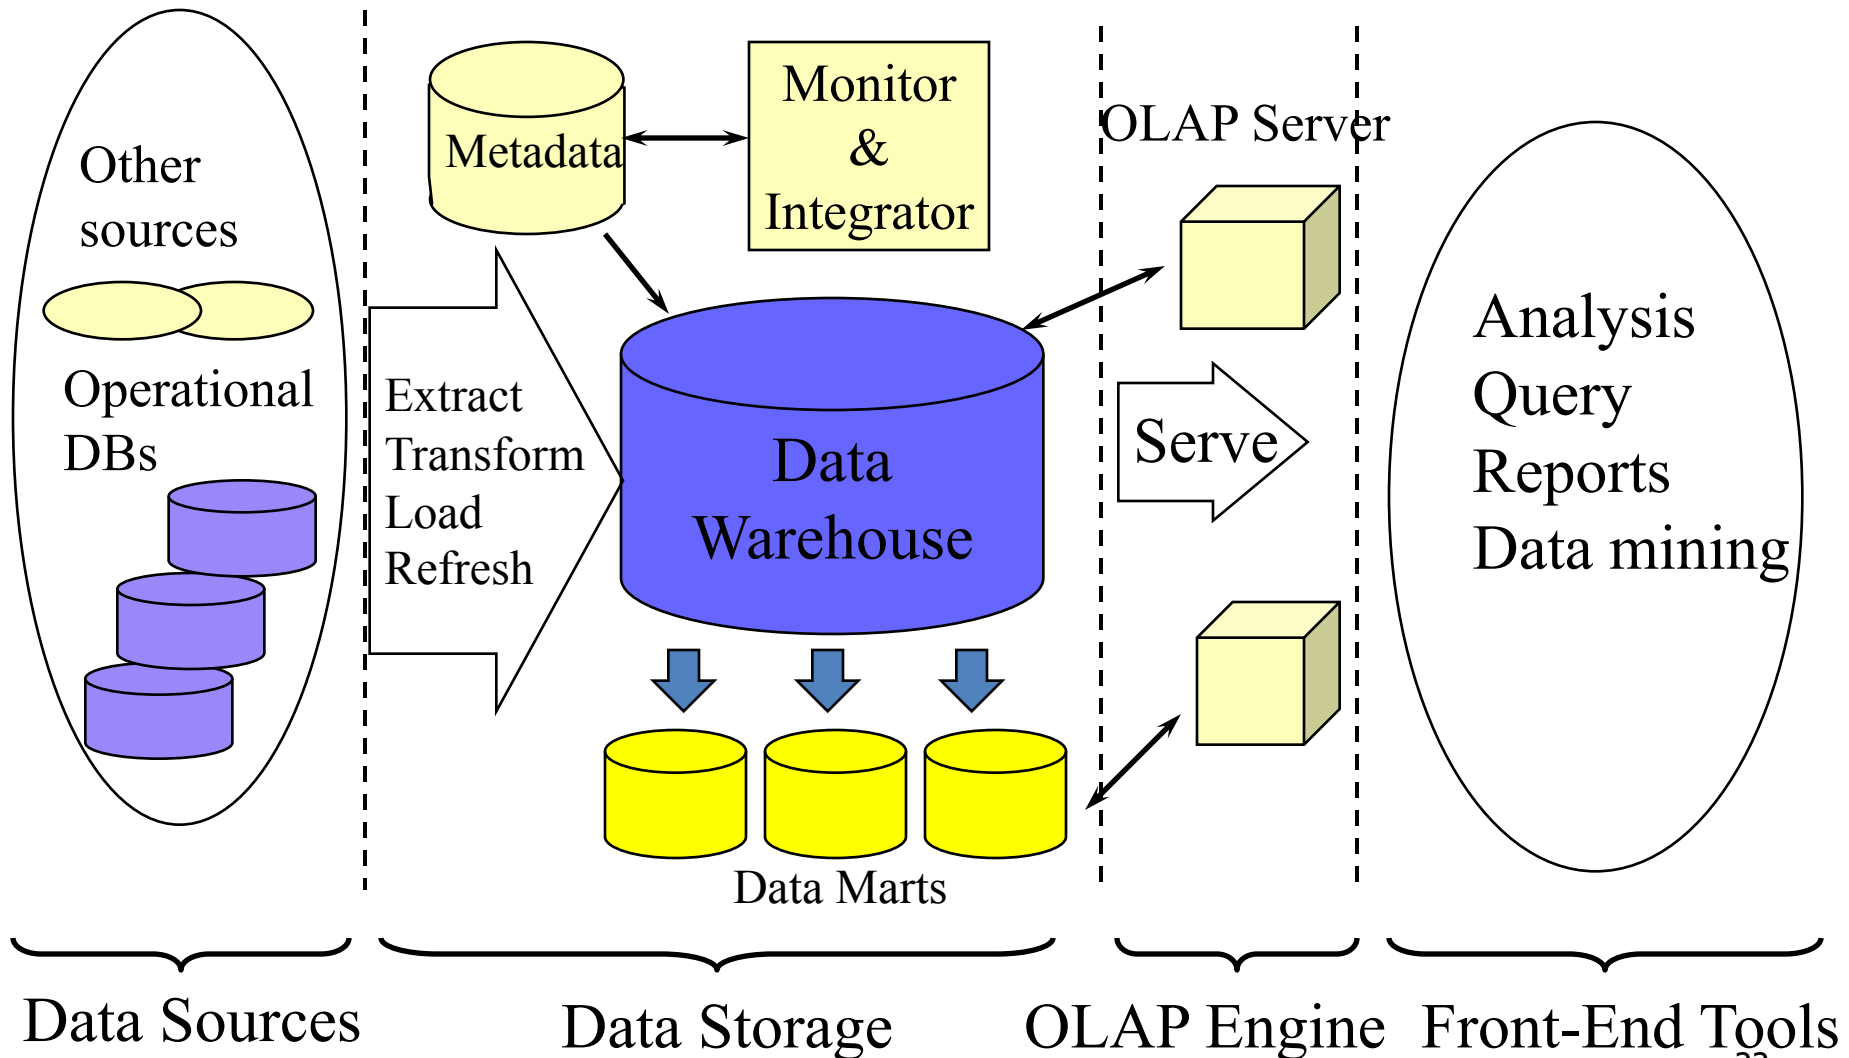 Other
sources
Operational
DBs
Metadata
Monitor
&
Integrator
OLAP Server
Extract
Transform
Load
Refresh
Data
Warehouse
Serve
Analysis
Query
Reports
Data mining
Data Marts
Data Sources
Data Storage
OLAP Engine
Front-End Tools